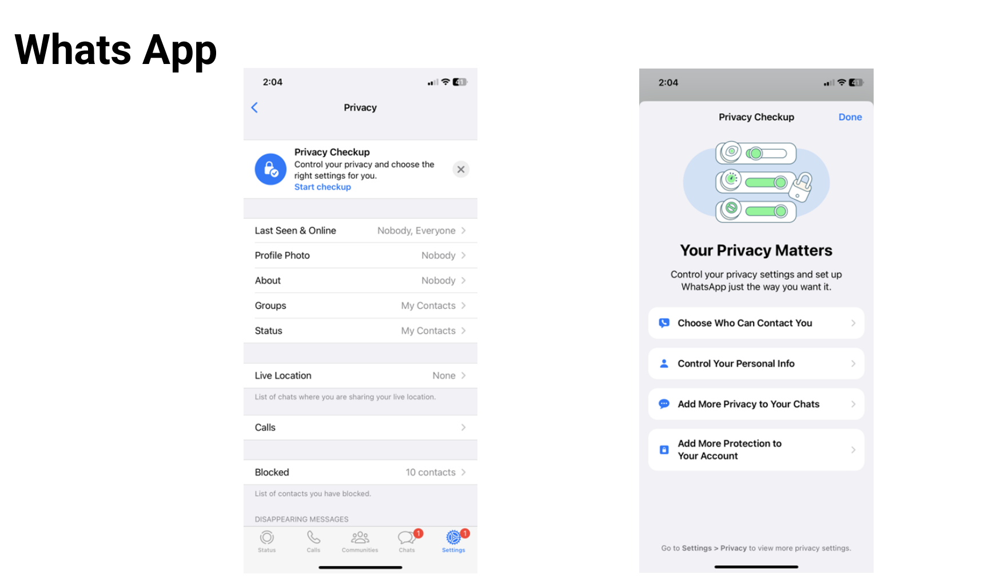 Whats App
2:04
41
Privacy
Privacy Checkup
Control your privacy and choose the
right settings for you.
Start checkup
Last Seen & Online Nobody, Everyone
Profile Photo Nobody
About Nobody
Groups My Contacts
Status My Contacts
Live Location None
List of chats where you are sharing your live location.
Calls
Blocked 10 contacts
List of contacts you have blocked.
DISAPPEARING MESSAGES
1 1
Status Calls Communities Chats Settings
2:04
41
Privacy Checkup Done
Your Privacy Matters
Control your privacy settings and set up
WhatsApp just the way you want it.
Choose Who Can Contact You
Control Your Personal Info
Add More Privacy to Your Chats
Add More Protection to
Your Account
Go to Settings > Privacy to view more privacy settings.